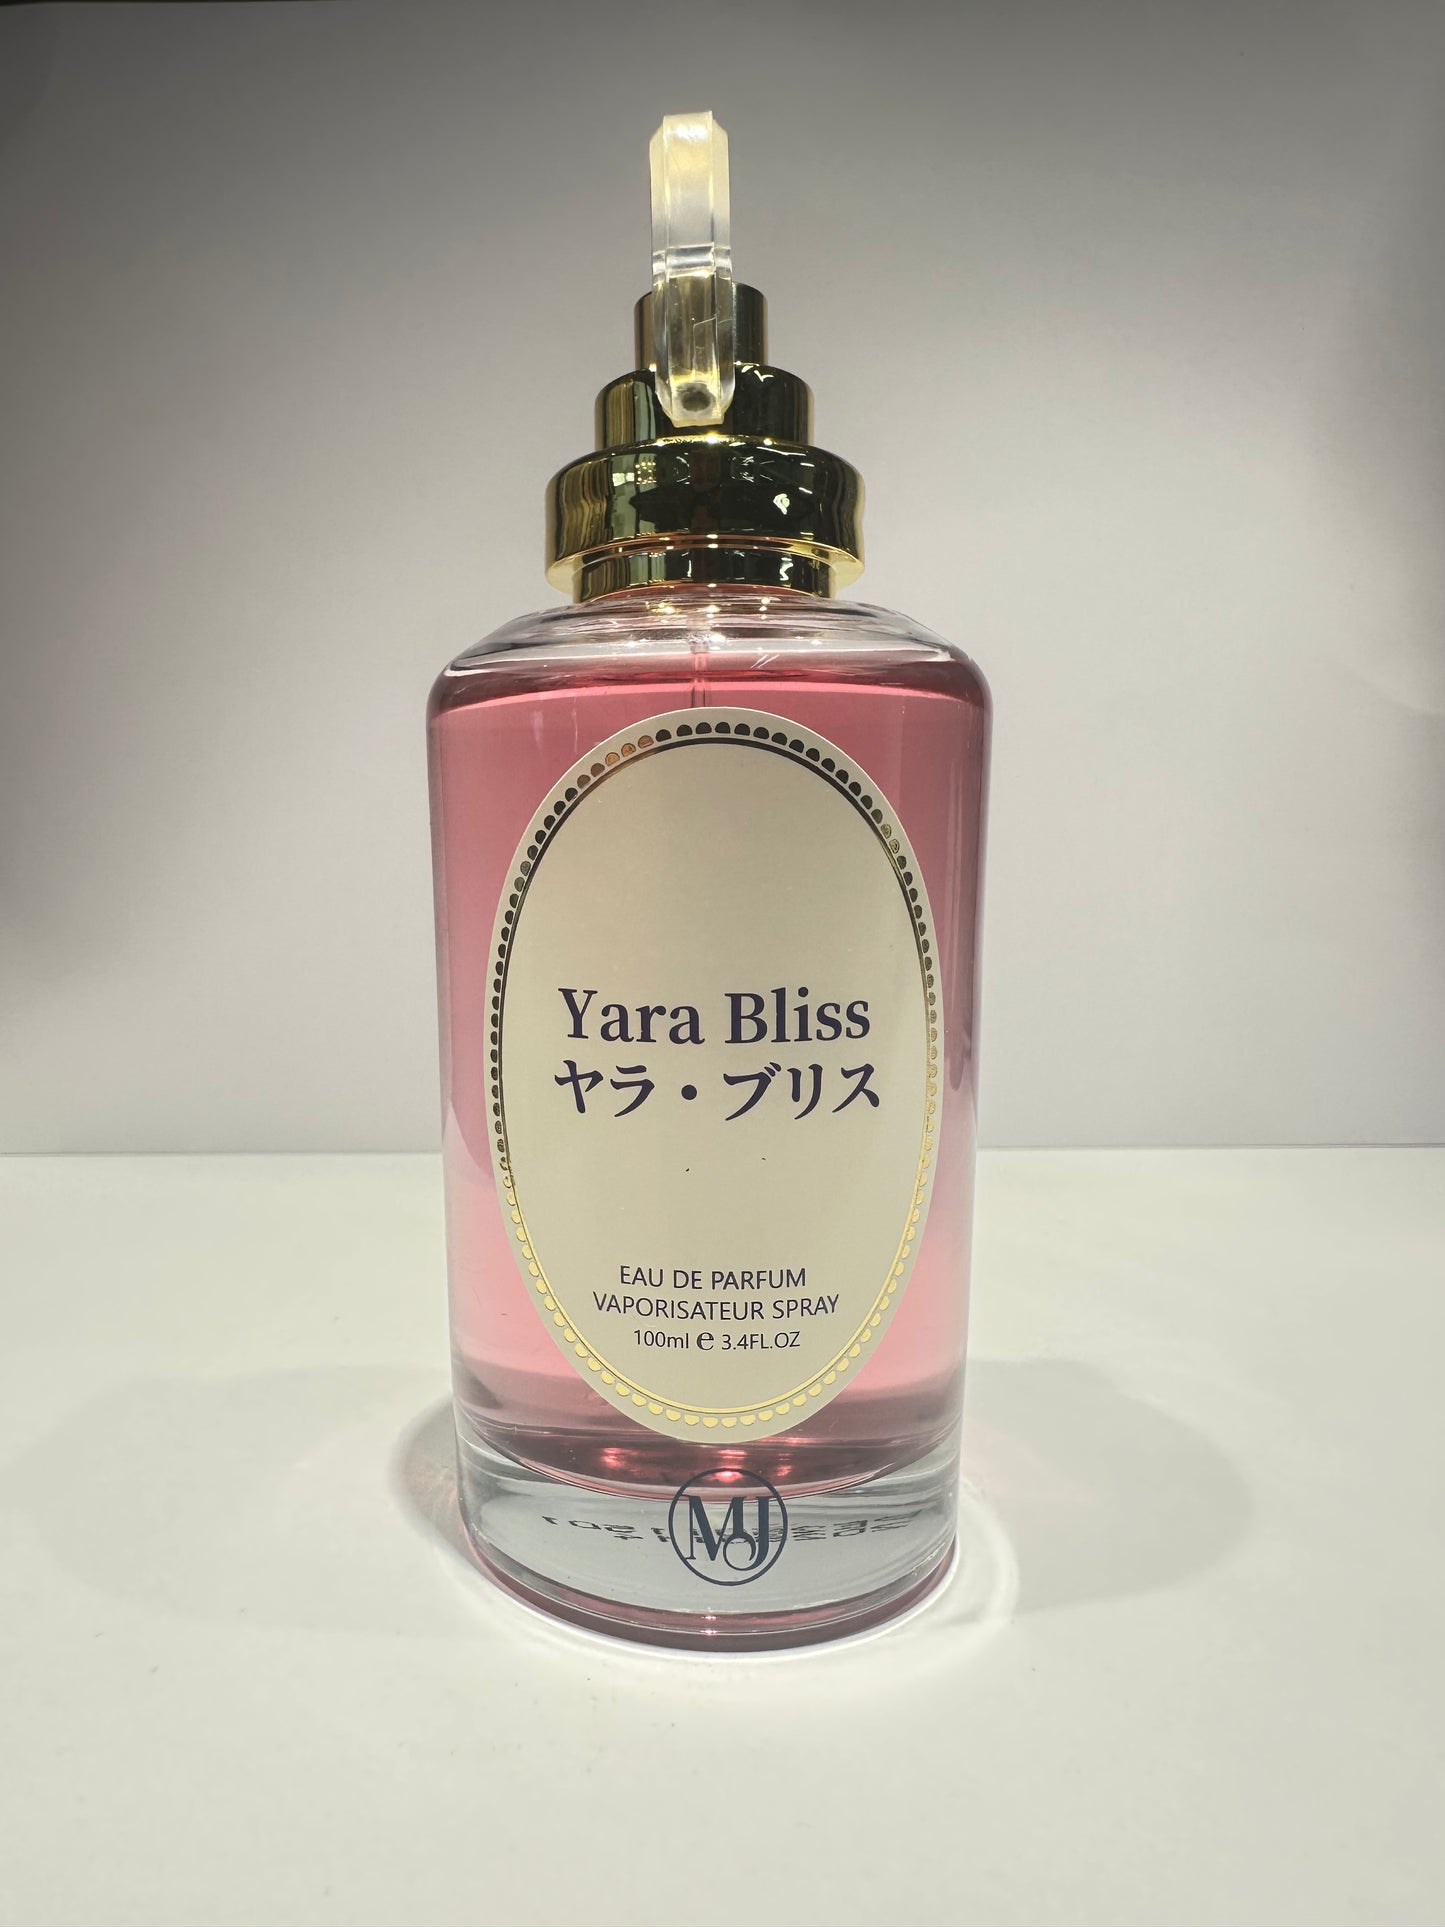 Yara Bliss
ヤラ・ブリス
EAU DE PARFUM
VAPORISATEUR SPRAY
100ml ℮ 3.4FL.OZ
MJ